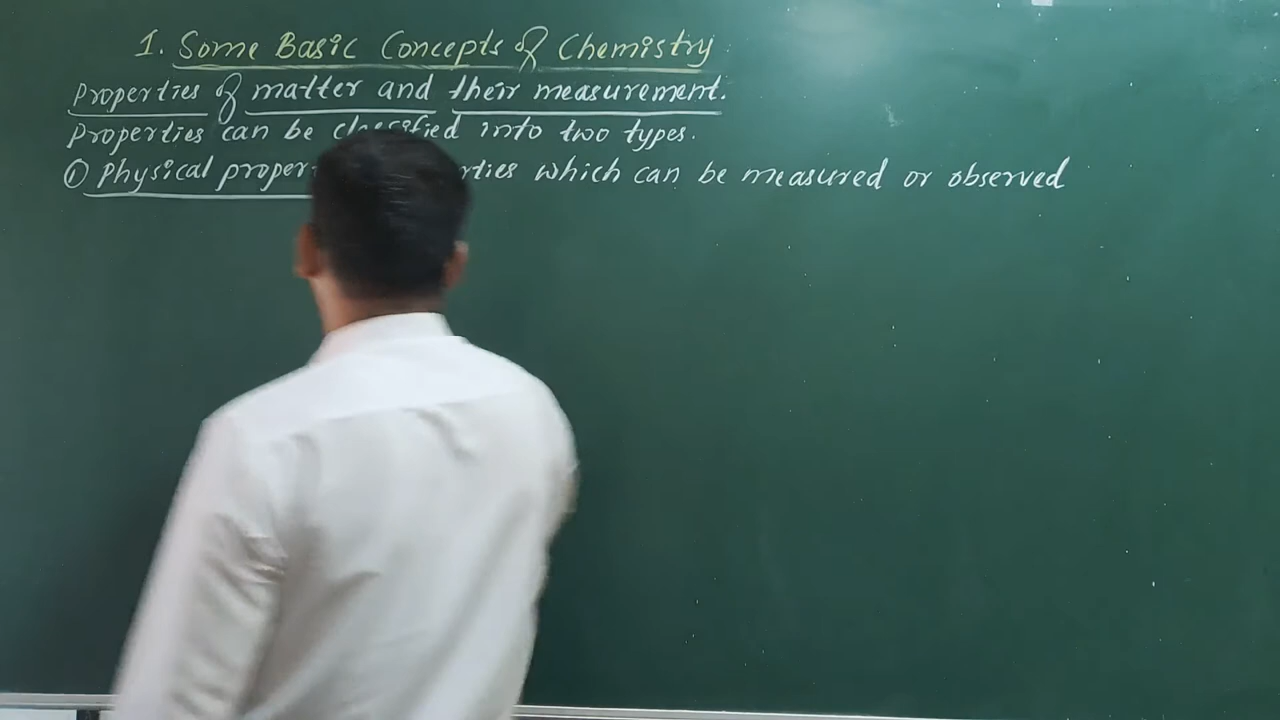 1. Some Basic Concepts of Chemistry
Properties of matter and their measurement.
Properties can be classified into two types.
① Physical which can be measured or observed